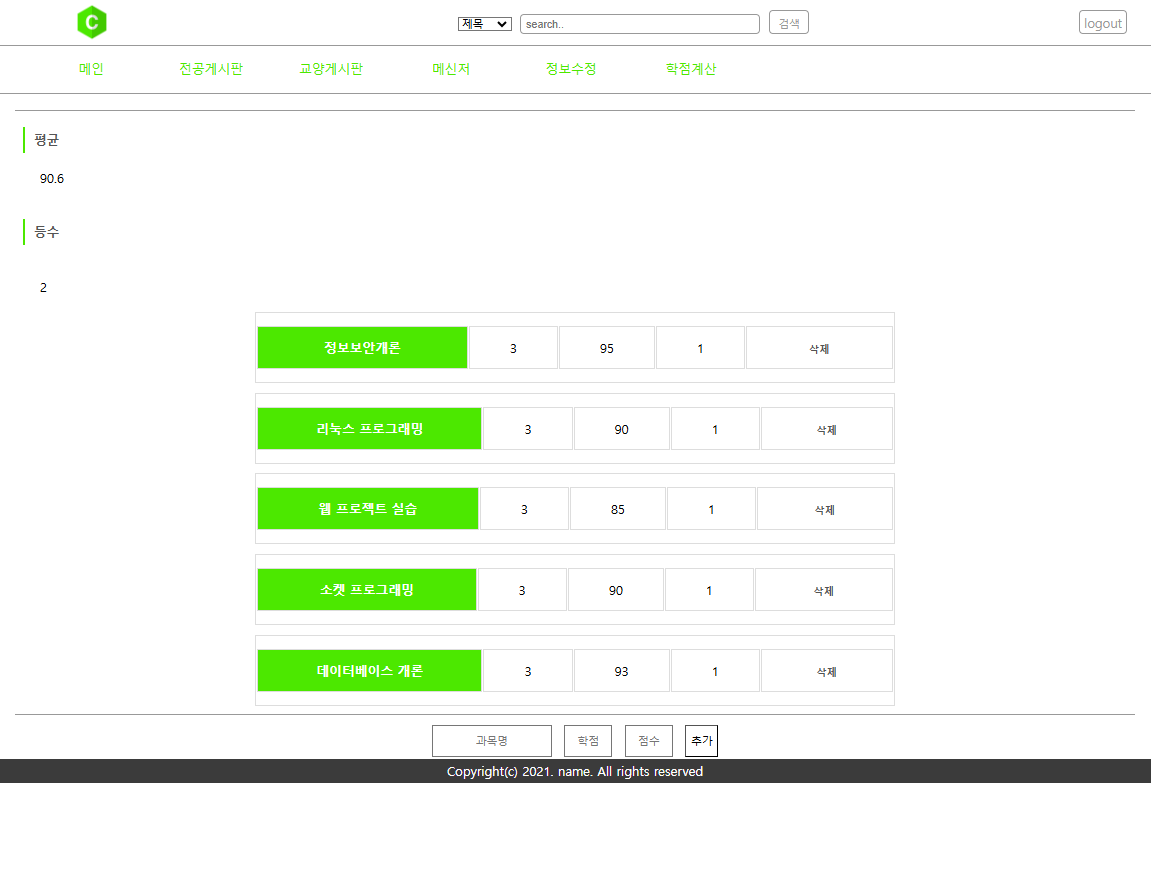 C 제목 search.. 검색 logout
메인 전공게시판 교양게시판 메신저 정보수정 학점계산
평균
90.6
등수
2
정보보안개론 3 95 1 삭제
리눅스 프로그래밍 3 90 1 삭제
웹 프로젝트 실습 3 85 1 삭제
소켓 프로그래밍 3 90 1 삭제
데이터베이스 개론 3 93 1 삭제
과목명 학점 점수 추가
Copyright(c) 2021. name. All rights reserved